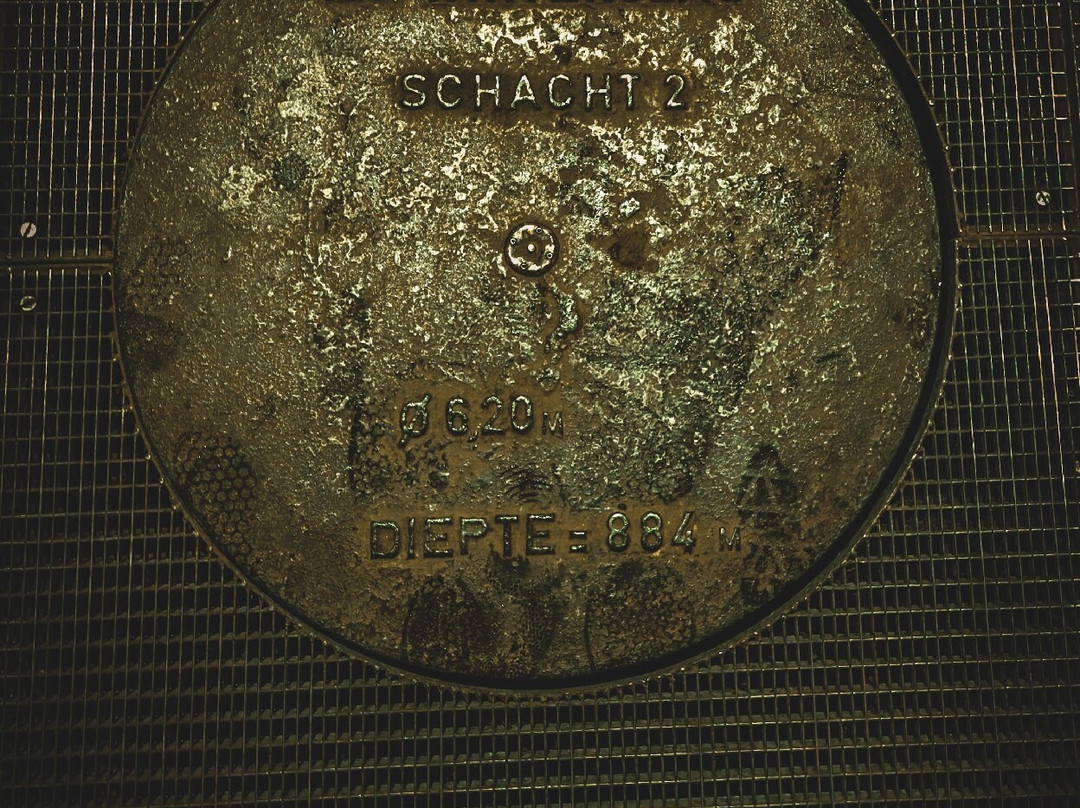 SCHACHT 2
Ø 6,20 M
DIEPTE = 884 M